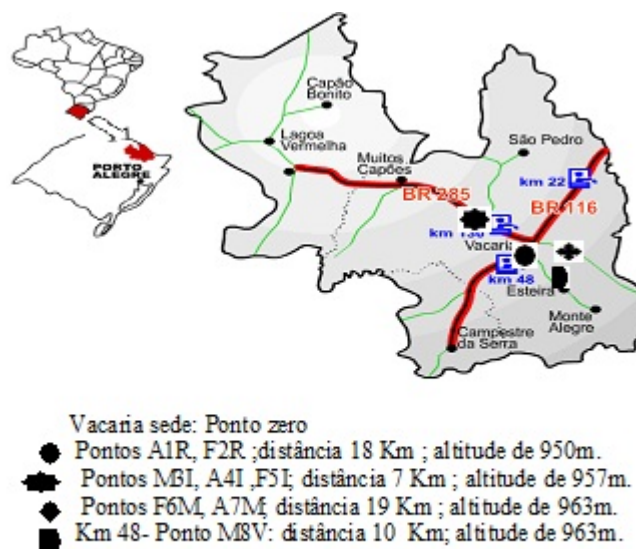 Capão
Bonito
Lagoa
Vermelha
São Pedro
Muitos
Capões
km 22
PORTO
ALEGRE
BR 285
BR 116
km
Vacaria
km 48
Esteira
Monte
Alegre
Campestre
da Serra
Vacaria sede: Ponto zero
Pontos A1R, F2R ;distância 18 Km ; altitude de 950m.
Pontos M3I, A4I ,F5I; distância 7 Km ; altitude de 957m.
Pontos F6M, A7M; distância 19 Km ; altitude de 963m.
Km 48- Ponto M8V: distância 10 Km; altitude de 963m.